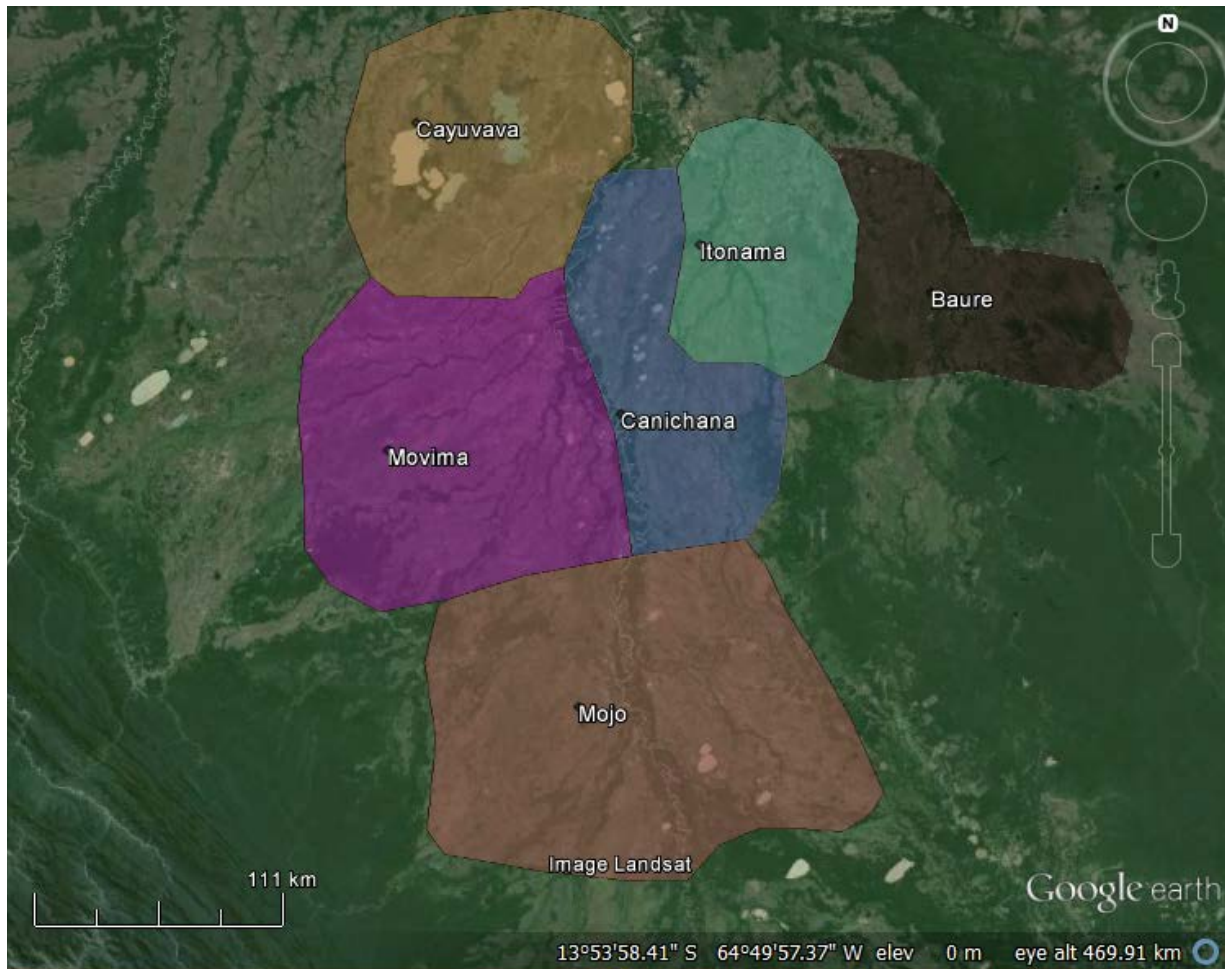 N
Cayuvava
Itonama
Baure
Canichana
Movima
Mojo
Image Landsat
111 km
Google earth
13°53'58.41" S 64°49'57.37" W elev 0 m eye alt 469.91 km